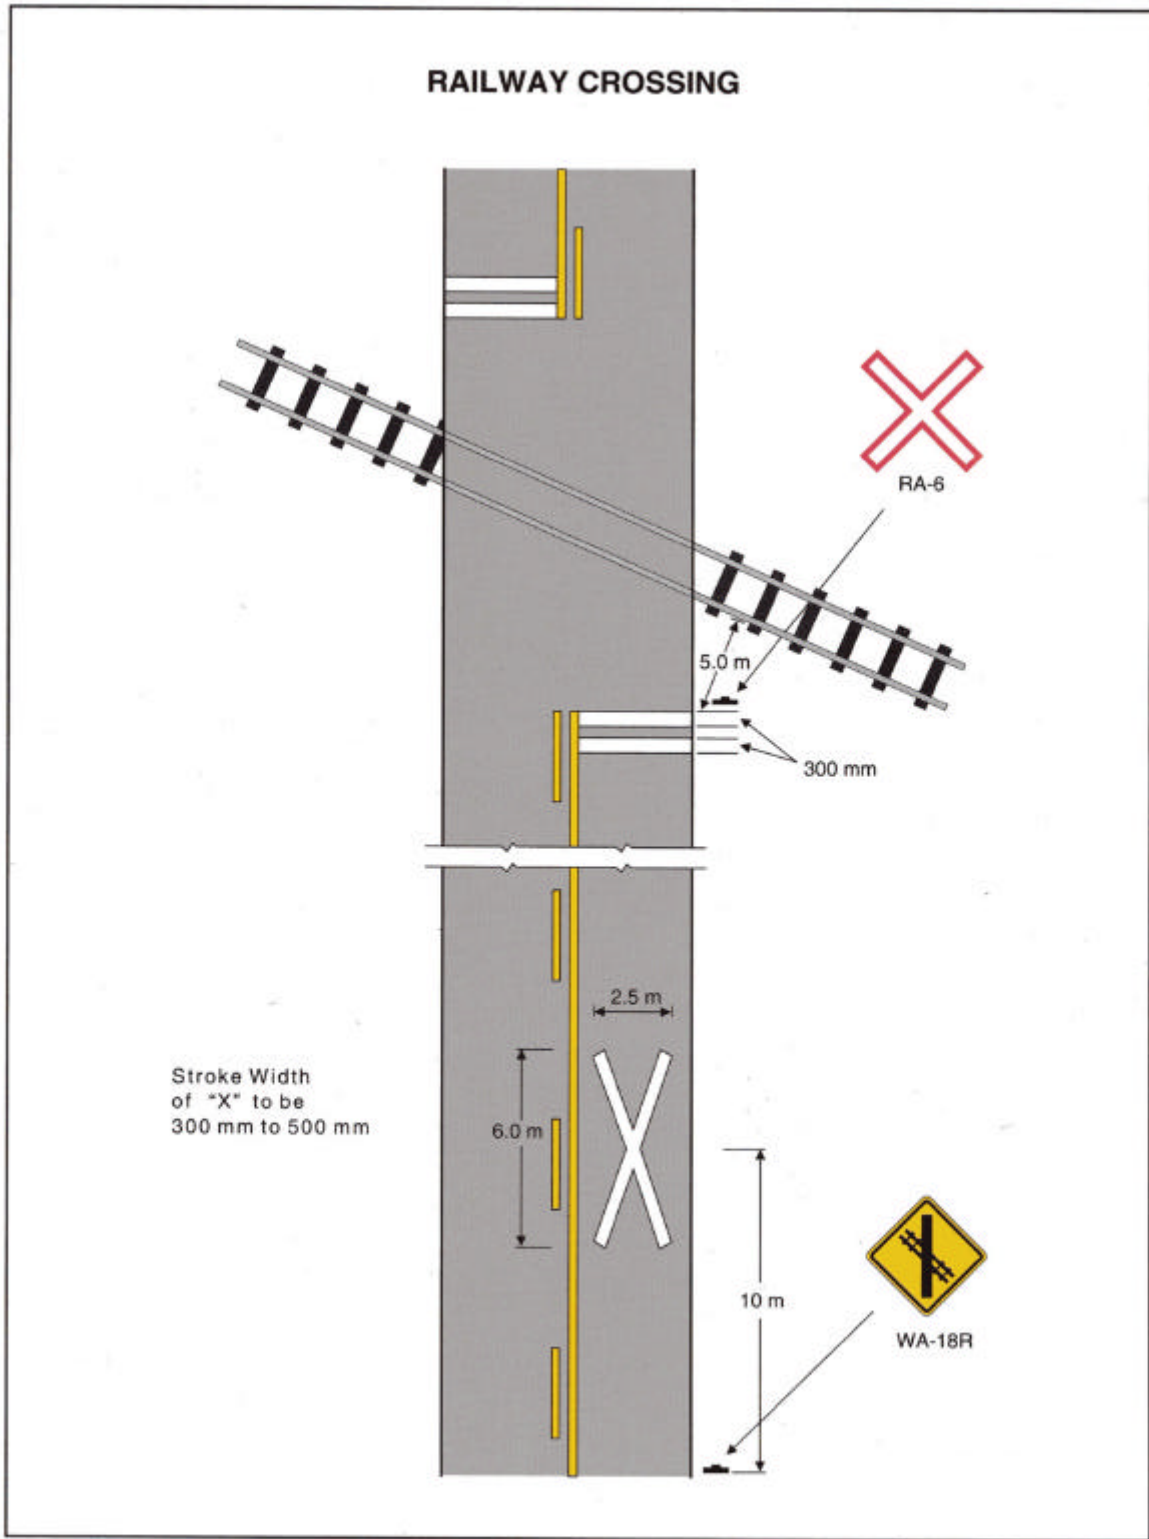 RAILWAY CROSSING
RA-6
5.0 m
300 mm
2.5 m
Stroke Width
of "X" to be
300 mm to 500 mm
6.0 m
10 m
WA-18R